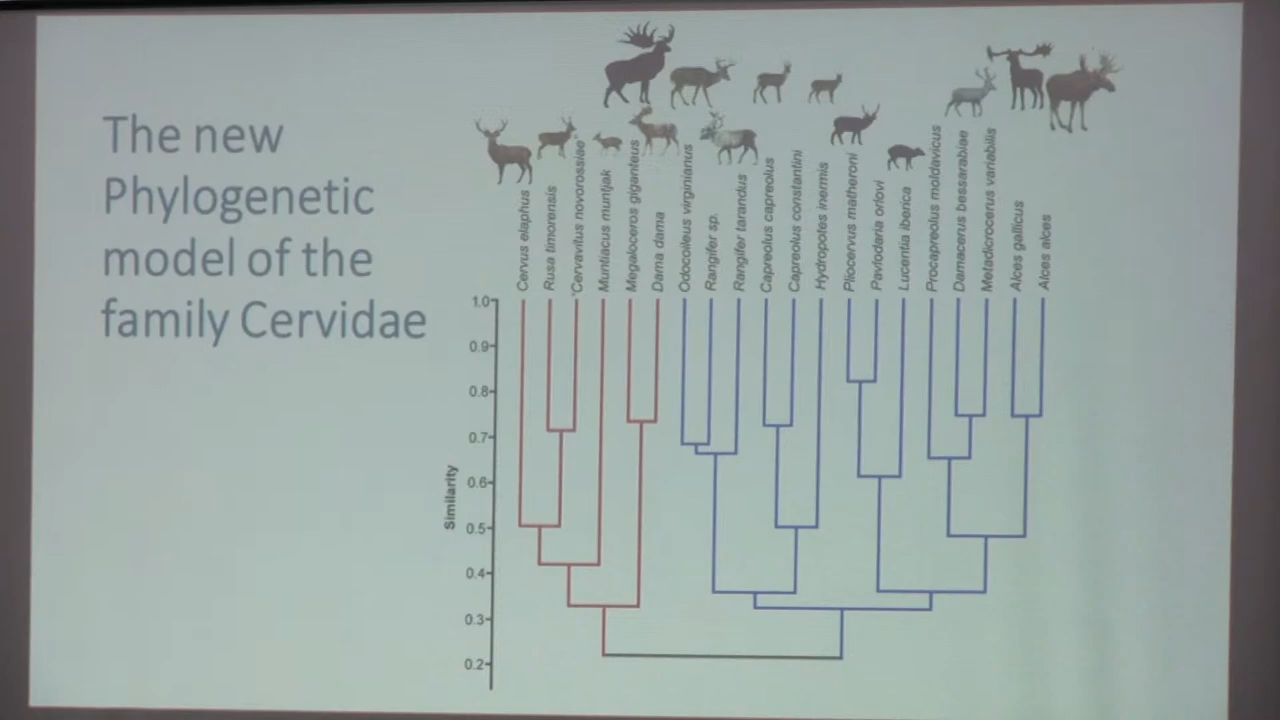 The new
Phylogenetic
model of the
family Cervidae
Cervus elaphus
Rusa timorensis
'Cervavitus novorossiae'
Muntiacus muntjak
Megaloceros giganteus
Dama dama
Odocoileus virginianus
Rangifer sp.
Rangifer tarandus
Capreolus capreolus
Capreolus constantini
Hydropotes inermis
Pliocervus matheroni
Pavlodaria orlovi
Lucentia iberica
Procapreolus moldavicus
Damacerus bessarabiae
Metadicrocerus variabilis
Alces gallicus
Alces alces
1.0
0.9
0.8
0.7
0.6
0.5
0.4
0.3
0.2
Similarity